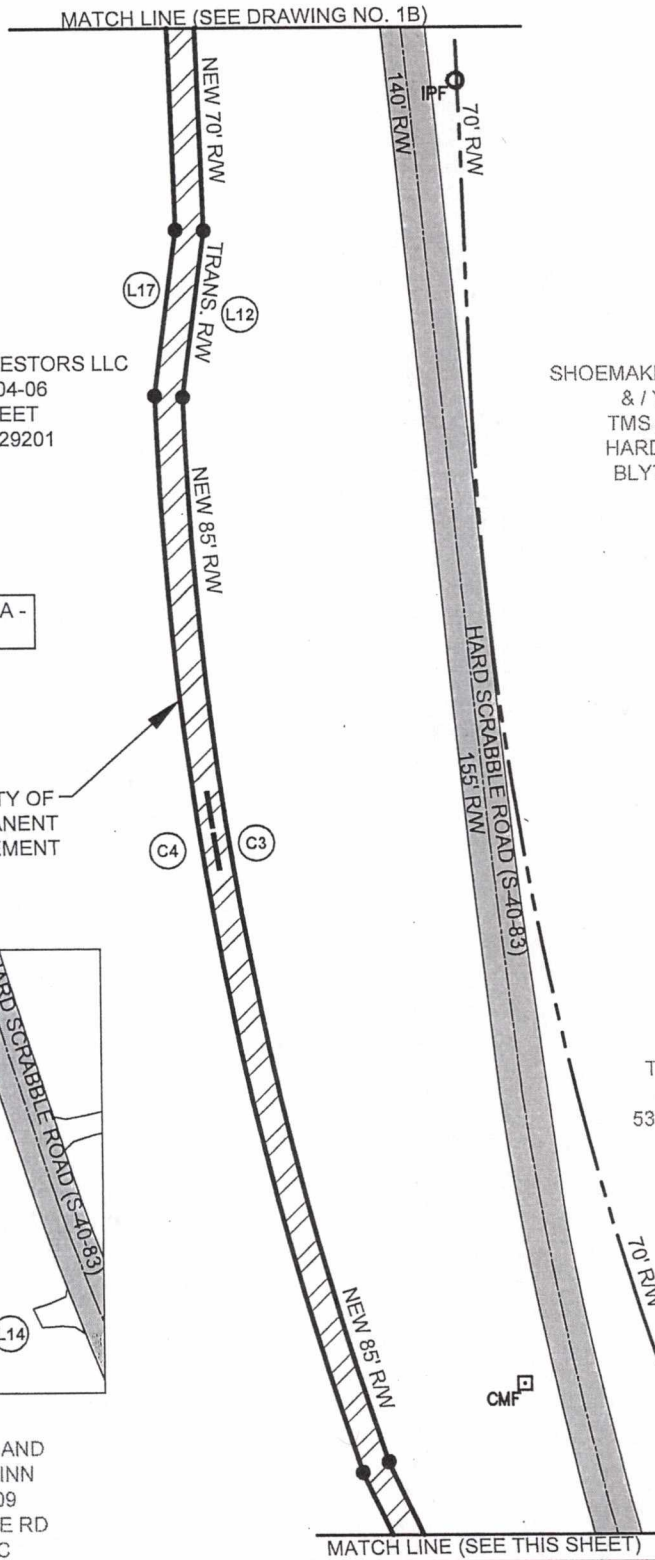 MATCH LINE (SEE DRAWING NO. 1B)
NEW 70' R/W
140' R/W
IPF
70' R/W
L17
TRANS. R/W
L12
ESTORS LLC
04-06
EET
29201
SHOEMAK
& / Y
TMS
HARD
BLY
NEW 85' R/W
A -
HARD SCRABBLE ROAD (S-40-83)
155' R/W
TY OF
ANENT
EMENT
C4
C3
ARD SCRABBLE ROAD (S-40-83)
L14
T
53
70' R/W
NEW 85' R/W
CMF
AND
INN
09
E RD
C
MATCH LINE (SEE THIS SHEET)